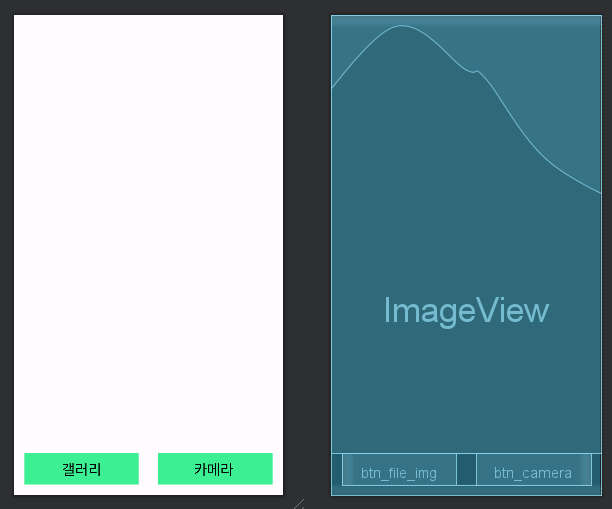 갤러리
카메라
ImageView
btn_file_img
btn_camera